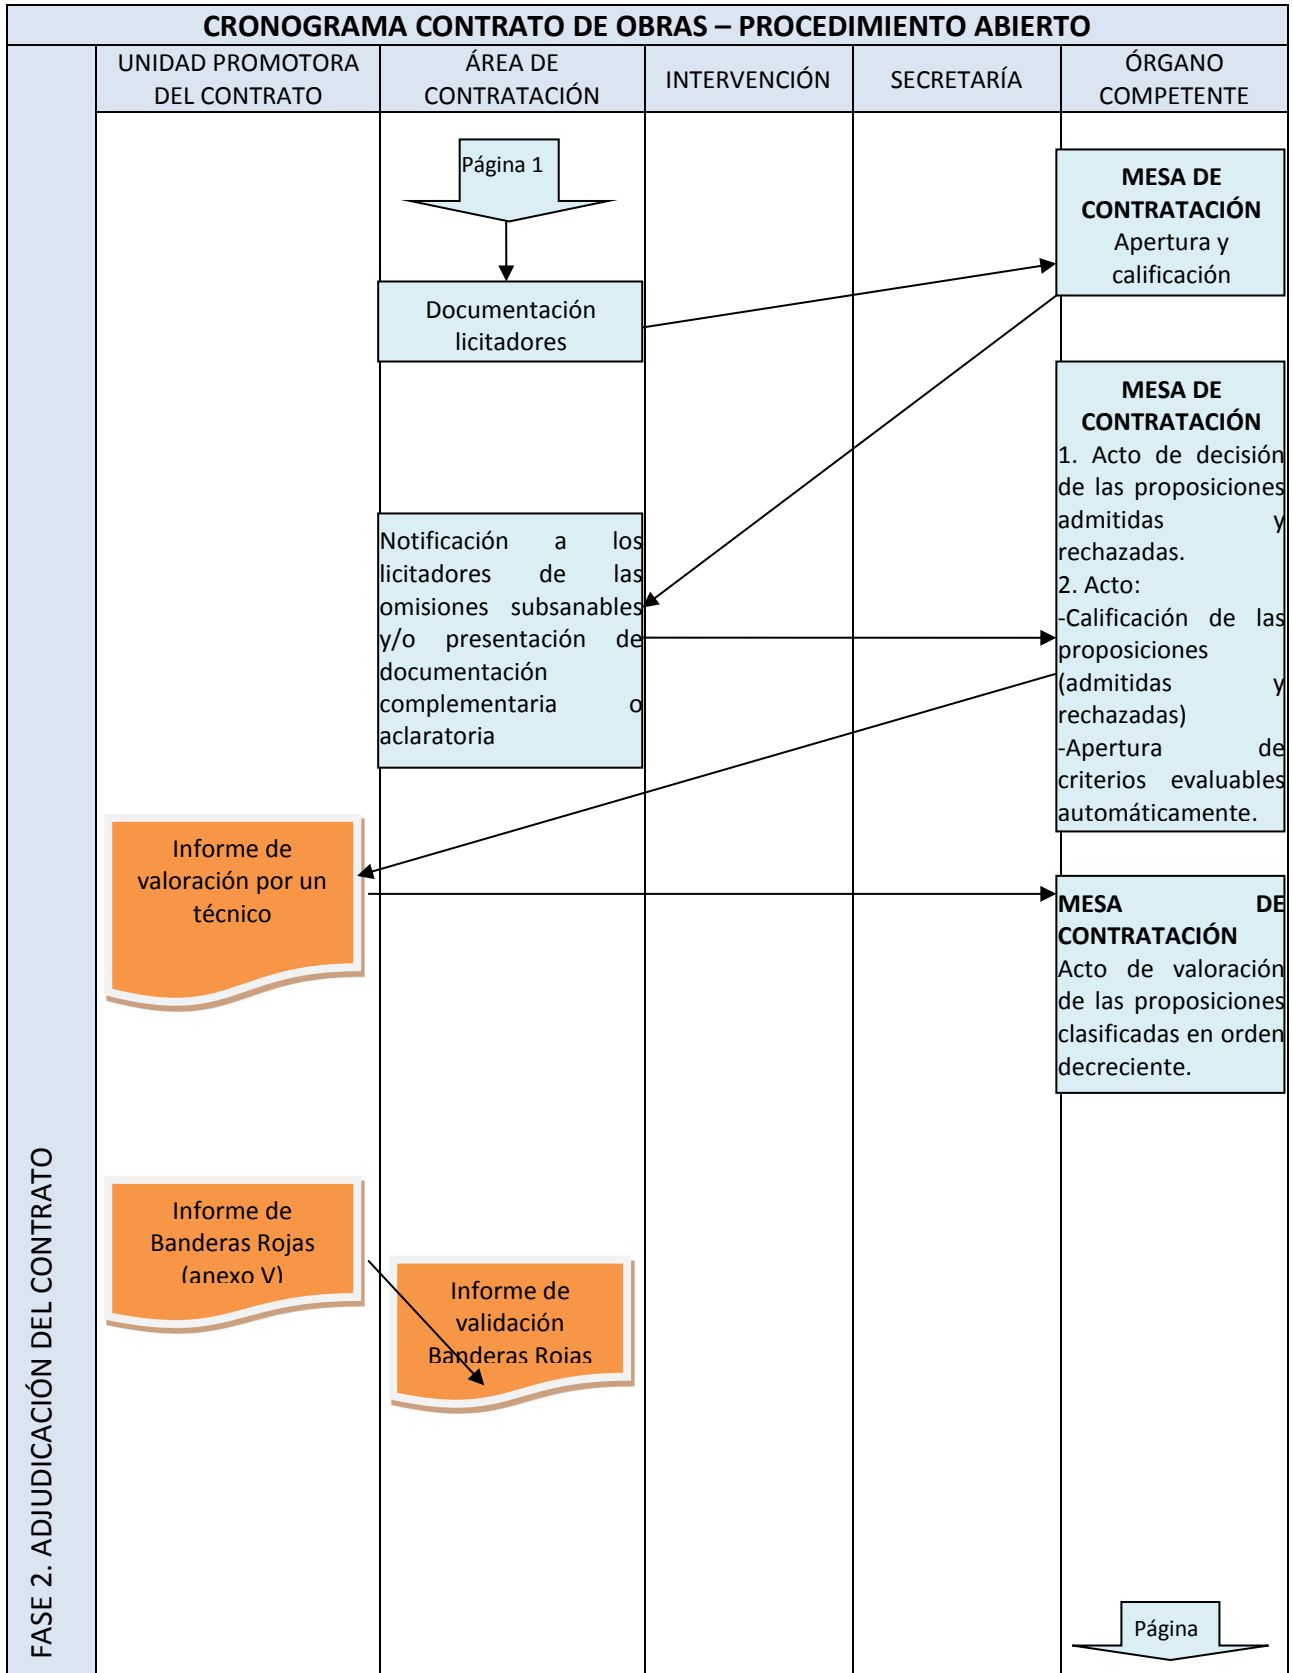 CRONOGRAMA CONTRATO DE OBRAS – PROCEDIMIENTO ABIERTO
UNIDAD PROMOTORA
DEL CONTRATO
ÁREA DE
CONTRATACIÓN
INTERVENCIÓN
SECRETARÍA
ÓRGANO
COMPETENTE
FASE 2. ADJUDICACIÓN DEL CONTRATO
Página 1
MESA DE
CONTRATACIÓN
Apertura y
calificación
Documentación
licitadores
MESA DE
CONTRATACIÓN
1. Acto de decisión
de las proposiciones
admitidas y
rechazadas.
2. Acto:
-Calificación de las
proposiciones
(admitidas y
rechazadas)
-Apertura de
criterios evaluables
automáticamente.
Notificación a los
licitadores de las
omisiones subsanables
y/o presentación de
documentación
complementaria o
aclaratoria
Informe de
valoración por un
técnico
MESA DE
CONTRATACIÓN
Acto de valoración
de las proposiciones
clasificadas en orden
decreciente.
Informe de
Banderas Rojas
(anexo V)
Informe de
validación
Banderas Rojas
Página